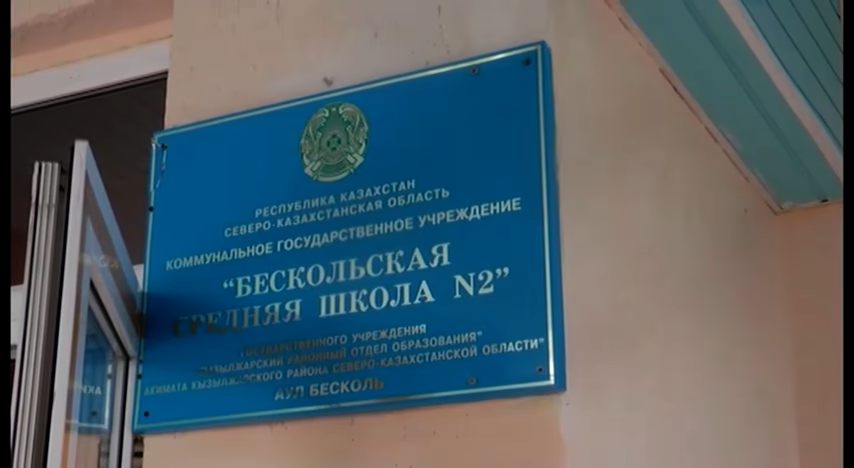 РЕСПУБЛИКА КАЗАХСТАН
СЕВЕРО-КАЗАХСТАНСКАЯ ОБЛАСТЬ
КОММУНАЛЬНОЕ ГОСУДАРСТВЕННОЕ УЧРЕЖДЕНИЕ
“БЕСКОЛЬСКАЯ
СРЕДНЯЯ ШКОЛА N2”
ГОСУДАРСТВЕННОГО УЧРЕЖДЕНИЯ
"КЫЗЫЛЖАРСКИЙ РАЙОННЫЙ ОТДЕЛ ОБРАЗОВАНИЯ"
АКИМАТА КЫЗЫЛЖАРСКОГО РАЙОНА СЕВЕРО-КАЗАХСТАНСКОЙ ОБЛАСТИ"
АУЛ БЕСКОЛЬ